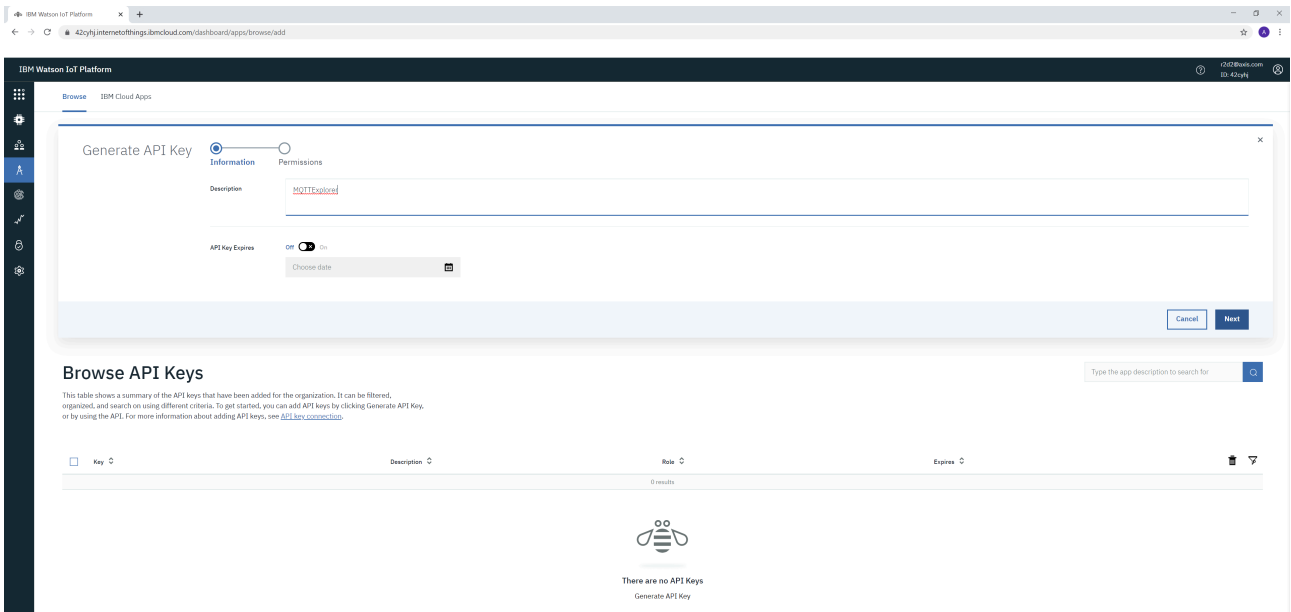 IBM Watson IoT Platform
42cyhj.internetofthings.ibmcloud.com/dashboard/apps/browse/add
A
IBM Watson IoT Platform
r2d2@axis.com
ID: 42cyhj
Browse IBM Cloud Apps
Generate API Key
Information Permissions
Description MQTTExplorer
API Key Expires Off On
Choose date
Cancel Next
Browse API Keys
Type the app description to search for
This table shows a summary of the API keys that have been added for the organization. It can be filtered,
organized, and search on using different criteria. To get started, you can add API keys by clicking Generate API Key,
or by using the API. For more information about adding API keys, see API key connection.
Key Description Role Expires
0 results
There are no API Keys
Generate API Key